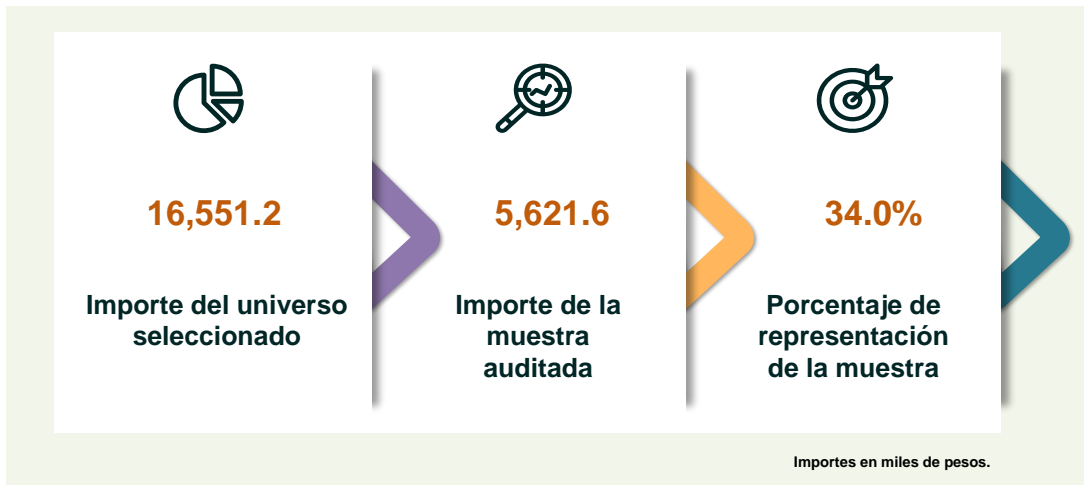 16,551.2
Importe del universo
seleccionado
5,621.6
Importe de la
muestra
auditada
34.0%
Porcentaje de
representación
de la muestra
Importes en miles de pesos.